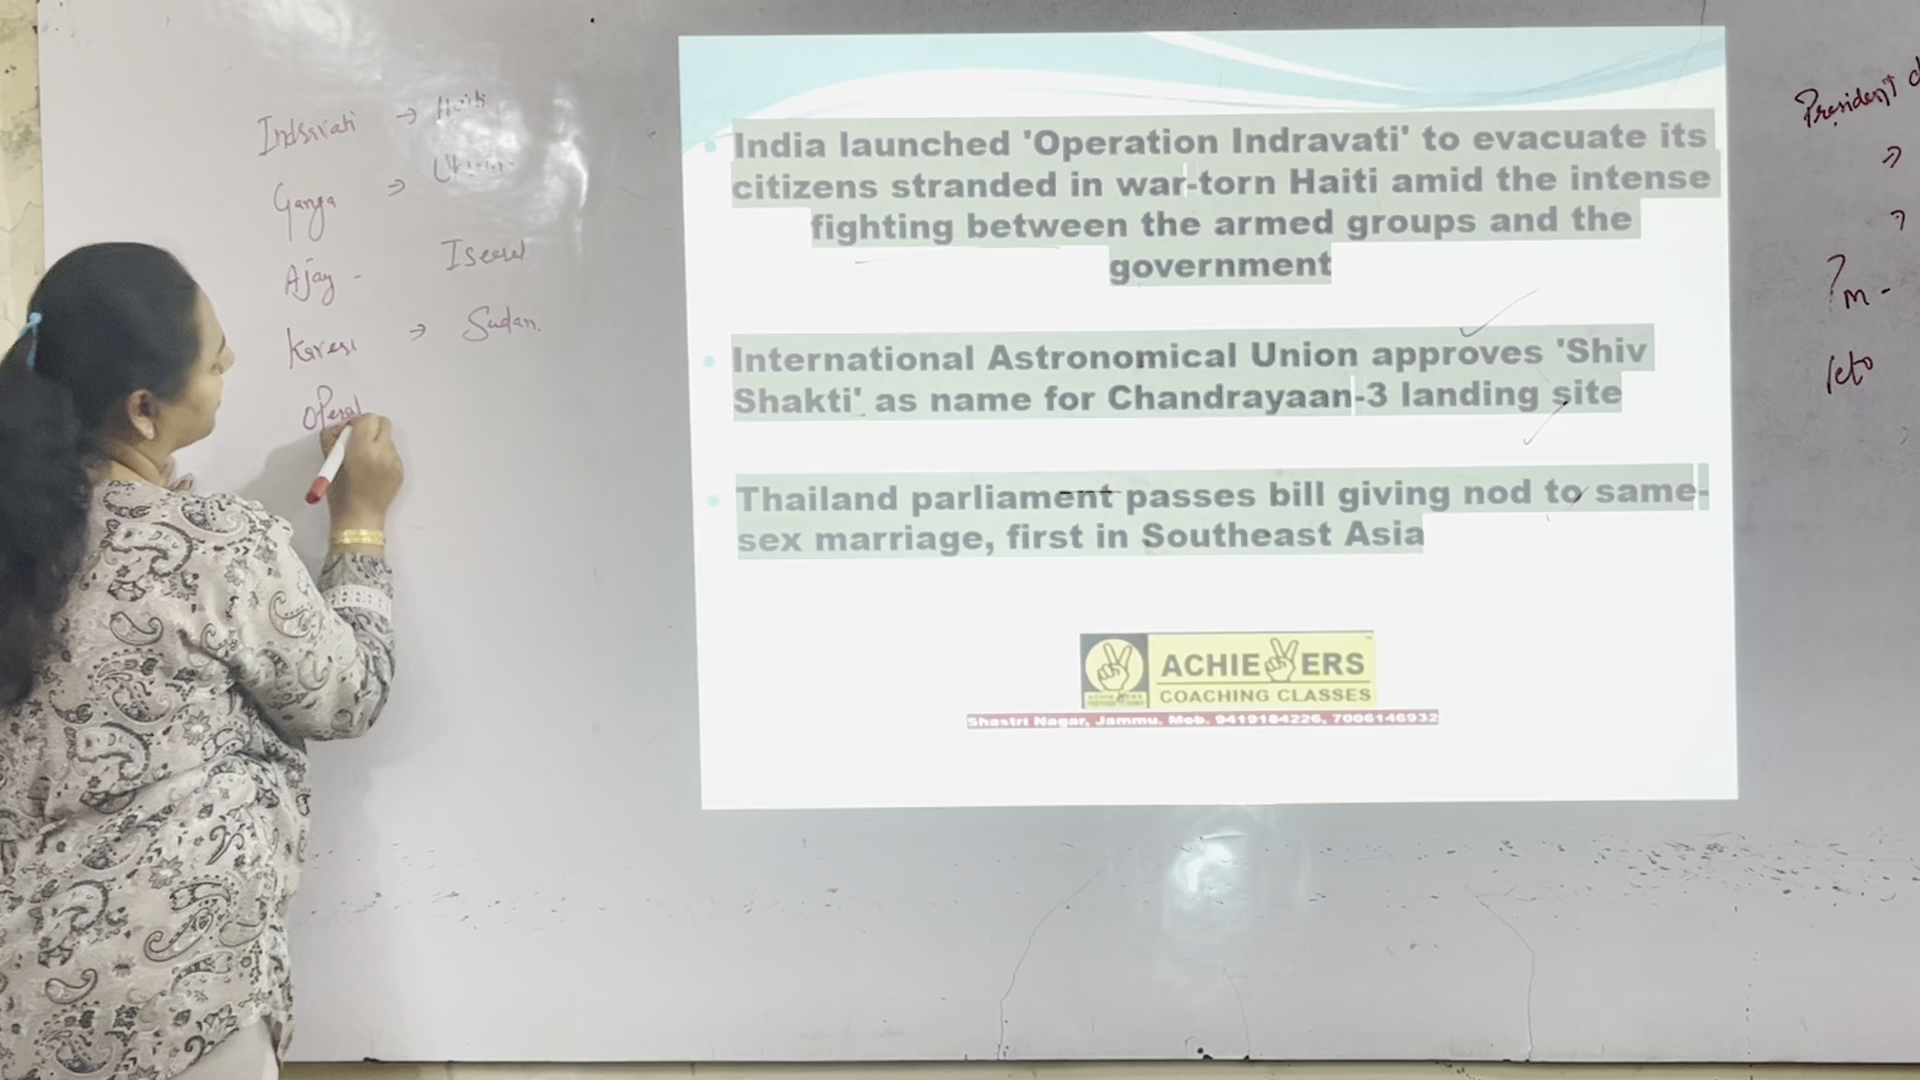 Indsrvati → Haiti
Ganga →
Ajay - Iseerel
Kaveri → Sudan.
Operat
India launched 'Operation Indravati' to evacuate its
citizens stranded in war-torn Haiti amid the intense
fighting between the armed groups and the
government
International Astronomical Union approves 'Shiv
Shakti' as name for Chandrayaan-3 landing site
Thailand parliament passes bill giving nod to same-
sex marriage, first in Southeast Asia
ACHIEVERS
COACHING CLASSES
Shastri Nagar, Jammu. Mob. 9419184226, 7006146932
President